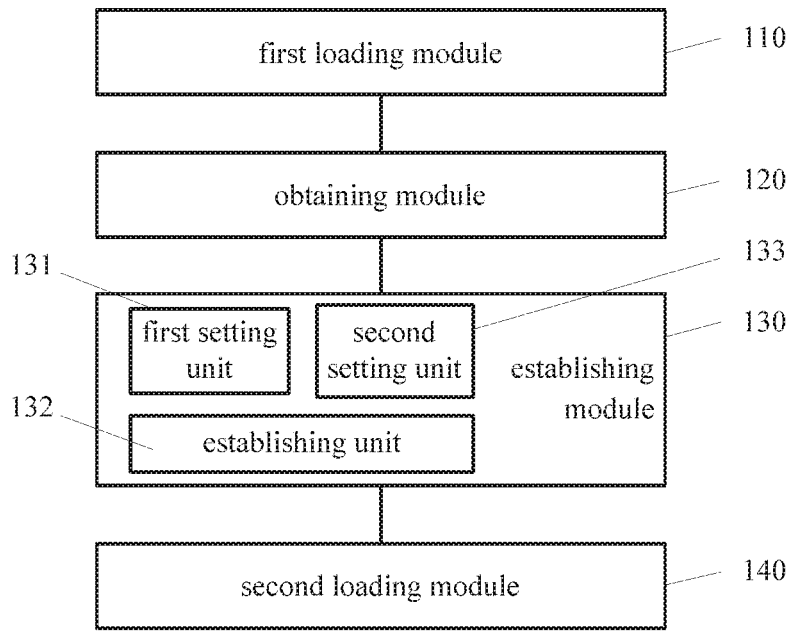 first loading module
110
obtaining module
120
131
133
first setting
unit
second
setting unit
130
establishing
module
132
establishing unit
second loading module
140